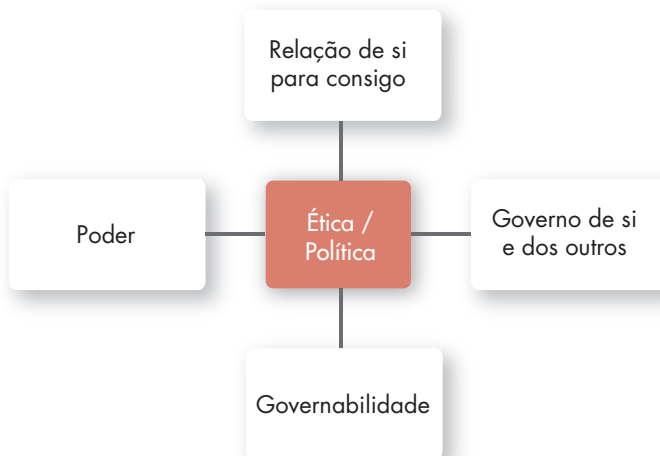 Relação de si
para consigo
Poder
Ética /
Política
Governo de si
e dos outros
Governabilidade